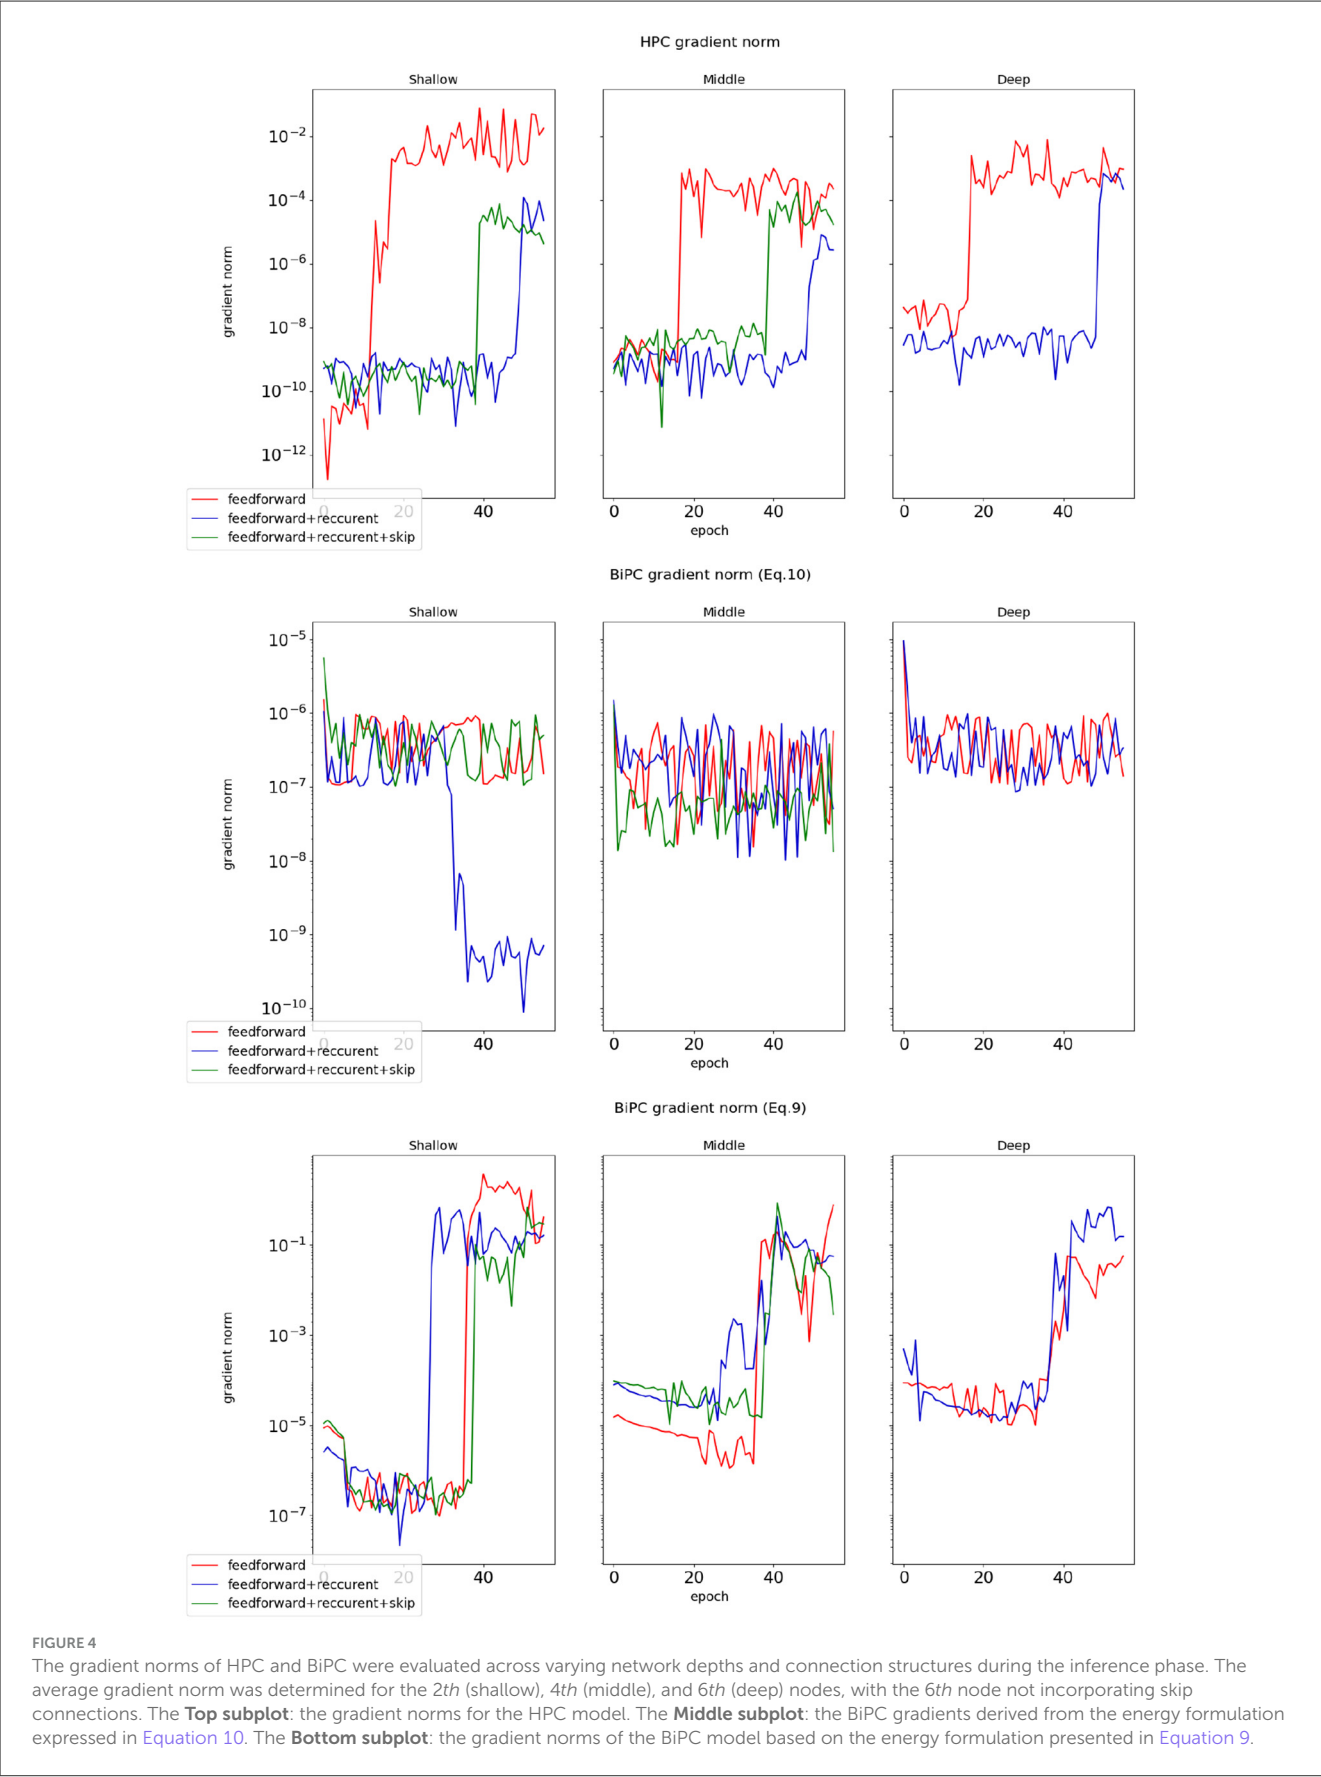 HPC gradient norm
Shallow
Middle
Deep
10−2
10−4
10−6
10−8
10−10
10−12
gradient norm
0 20 40
0 20 40
0 20 40
epoch
feedforward
feedforward+reccurent
feedforward+reccurent+skip
BiPC gradient norm (Eq.10)
Shallow
Middle
Deep
10−5
10−6
10−7
10−8
10−9
10−10
gradient norm
20 40
0 20 40
0 20 40
epoch
feedforward
feedforward+reccurent
feedforward+reccurent+skip
BiPC gradient norm (Eq.9)
Shallow
Middle
Deep
10−1
10−3
10−5
10−7
gradient norm
20 40
0 20 40
0 20 40
epoch
feedforward
feedforward+reccurent
feedforward+reccurent+skip
FIGURE 4
The gradient norms of HPC and BiPC were evaluated across varying network depths and connection structures during the inference phase. The
average gradient norm was determined for the 2th (shallow), 4th (middle), and 6th (deep) nodes, with the 6th node not incorporating skip
connections. The Top subplot: the gradient norms for the HPC model. The Middle subplot: the BiPC gradients derived from the energy formulation
expressed in Equation 10. The Bottom subplot: the gradient norms of the BiPC model based on the energy formulation presented in Equation 9.